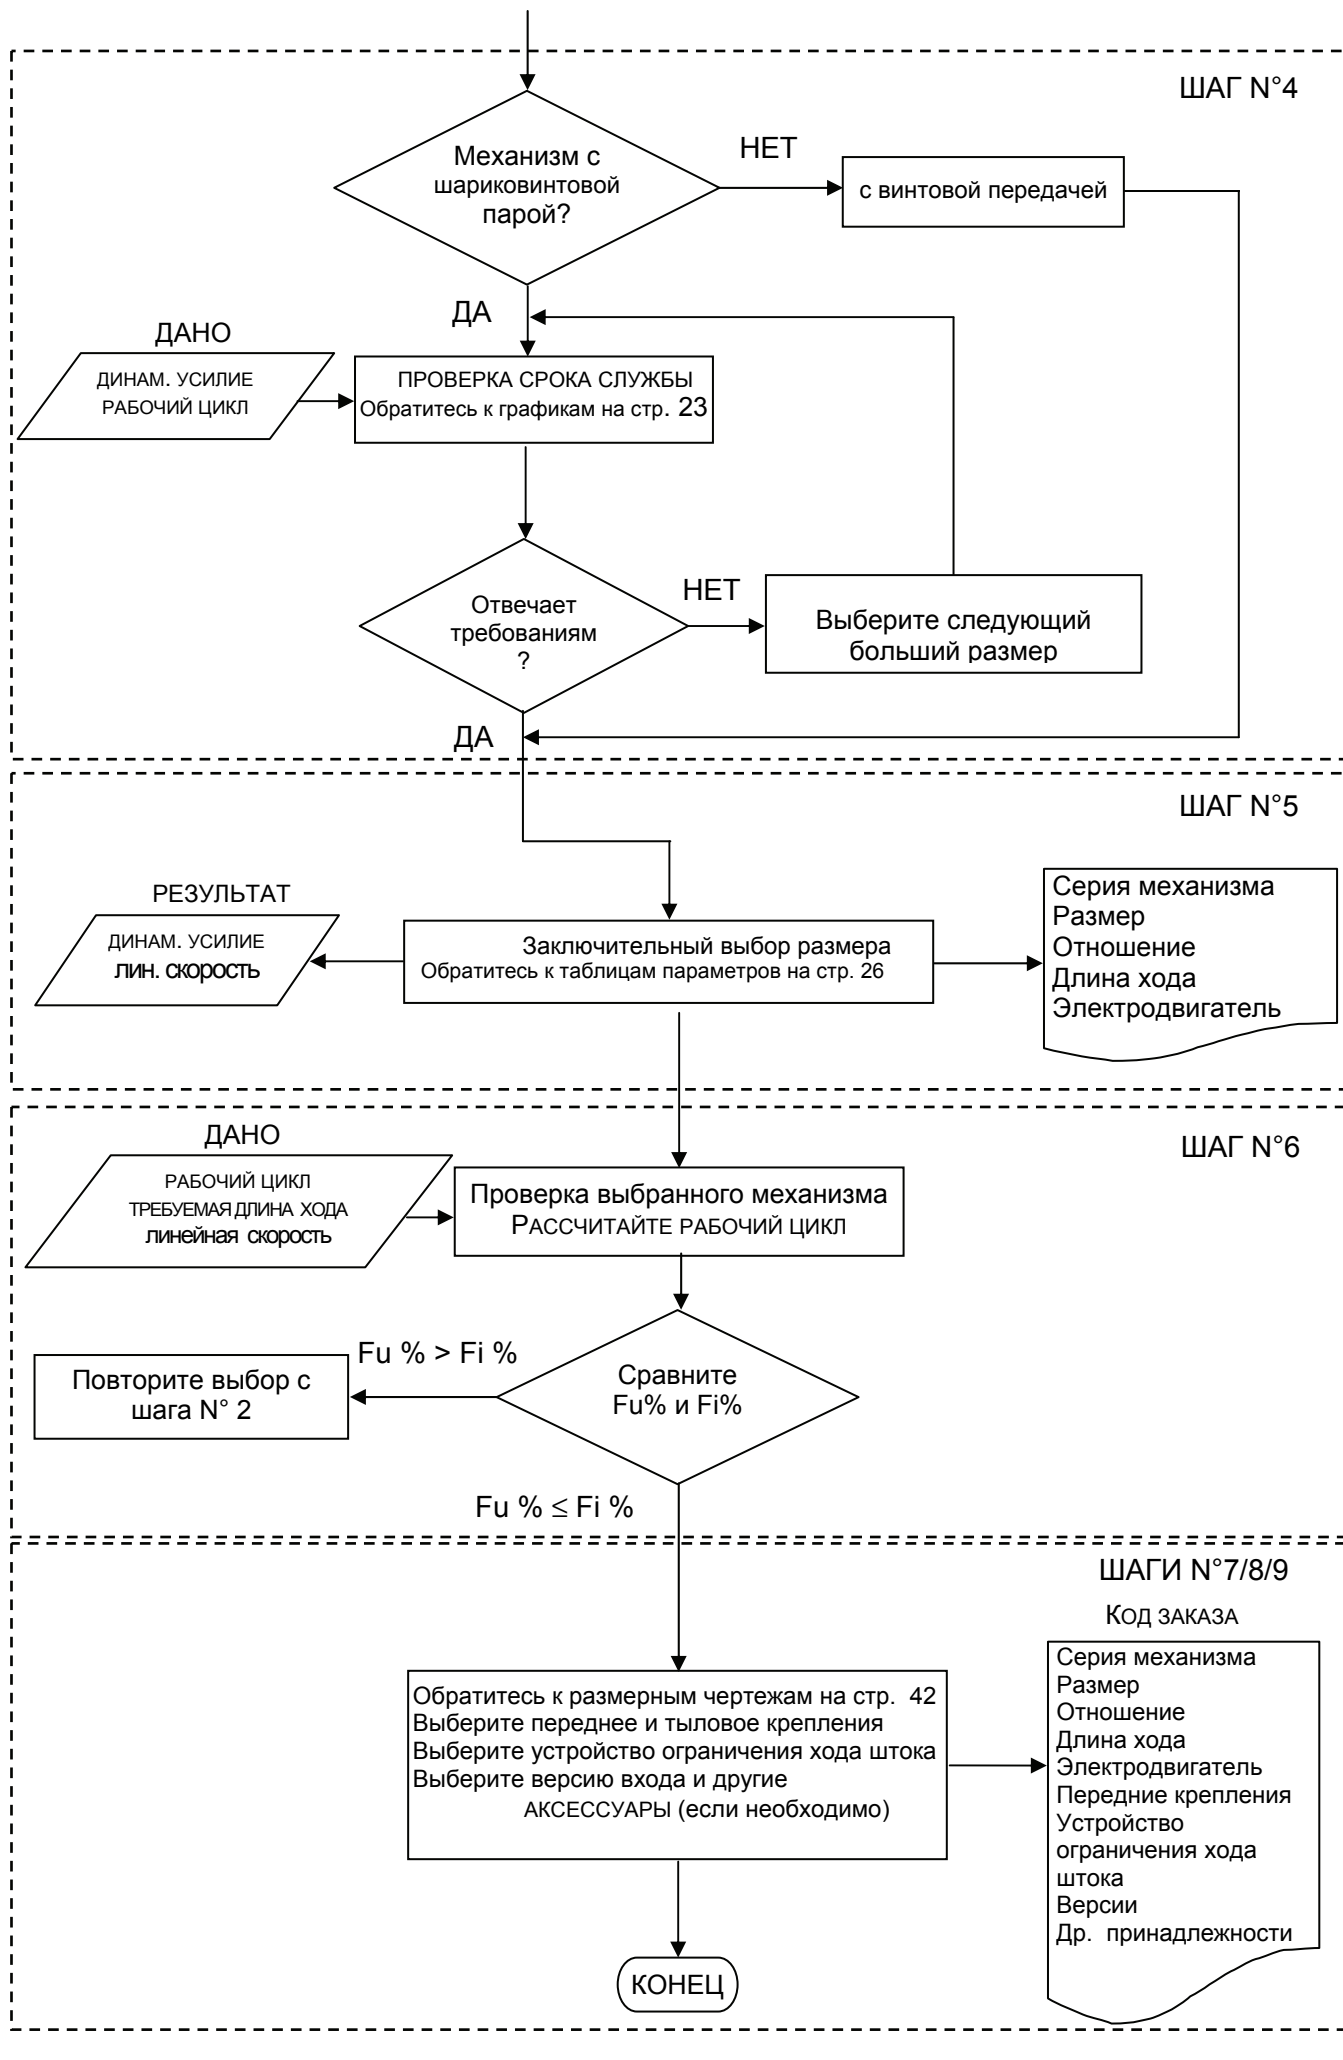 ШАГ N°4
Механизм с
шариковинтовой
парой?
НЕТ
с винтовой передачей
ДА
ДАНО
ДИНАМ. УСИЛИЕ
РАБОЧИЙ ЦИКЛ
ПРОВЕРКА СРОКА СЛУЖБЫ
Обратитесь к графикам на стр. 23
Отвечает
требованиям
?
НЕТ
Выберите следующий
больший размер
ДА
ШАГ N°5
РЕЗУЛЬТАТ
ДИНАМ. УСИЛИЕ
лин. скорость
Заключительный выбор размера
Обратитесь к таблицам параметров на стр. 26
Серия механизма
Размер
Отношение
Длина хода
Электродвигатель
ШАГ N°6
ДАНО
РАБОЧИЙ ЦИКЛ
ТРЕБУЕМАЯ ДЛИНА ХОДА
линейная скорость
Проверка выбранного механизма
РАССЧИТАЙТЕ РАБОЧИЙ ЦИКЛ
Fu % > Fi %
Повторите выбор с
шага N° 2
Сравните
Fu% и Fi%
Fu % ≤ Fi %
ШАГИ N°7/8/9
КОД ЗАКАЗА
Обратитесь к размерным чертежам на стр. 42
Выберите переднее и тыловое крепления
Выберите устройство ограничения хода штока
Выберите версию входа и другие
АКСЕССУАРЫ (если необходимо)
Серия механизма
Размер
Отношение
Длина хода
Электродвигатель
Передние крепления
Устройство
ограничения хода
штока
Версии
Др. принадлежности
КОНЕЦ